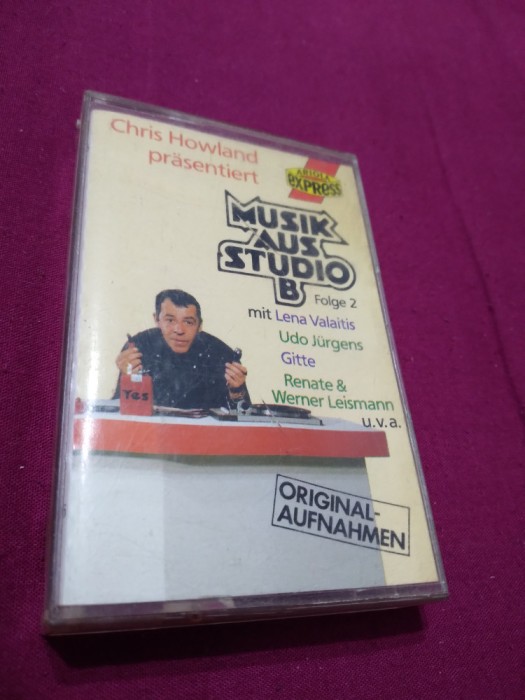 Chris Howland
präsentiert
ARIOLA
EXPRESS
MUSIK
AUS
STUDIO
B
Folge 2
mit Lena Valaitis
Udo Jürgens
Gitte
Renate &
Werner Leismann
u.v.a.
Tes
ORIGINAL-
AUFNAHMEN